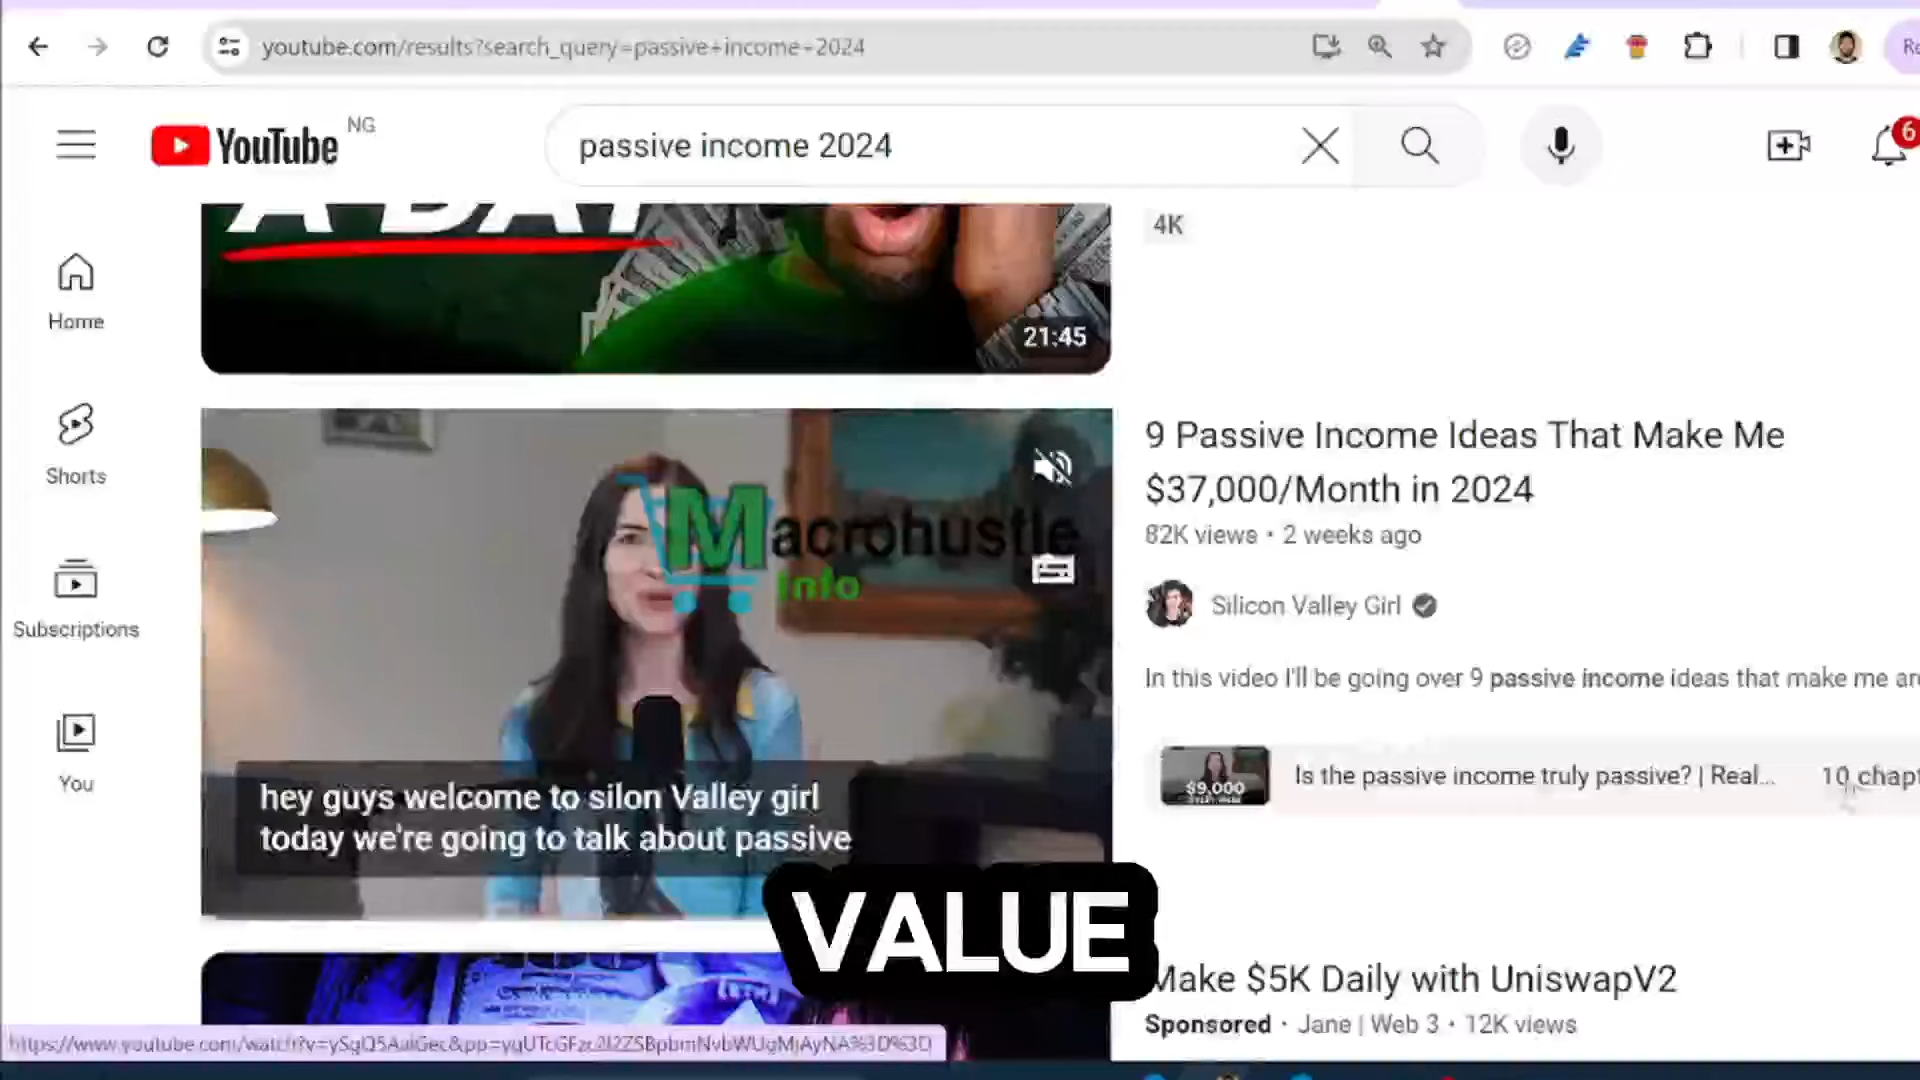 youtube.com/results?search_query=passive+income+2024
YouTube NG
passive income 2024
6
A DAY
21:45
4K
Home
Shorts
Subscriptions
You
Macrohustle
Info
hey guys welcome to silon Valley girl
today we're going to talk about passive
9 Passive Income Ideas That Make Me
$37,000/Month in 2024
82K views • 2 weeks ago
Silicon Valley Girl
In this video I'll be going over 9 passive income ideas that make me
$9,000
Is the passive income truly passive? | Real...
10 chapt
VALUE
Make $5K Daily with UniswapV2
Sponsored • Jane | Web 3 • 12K views